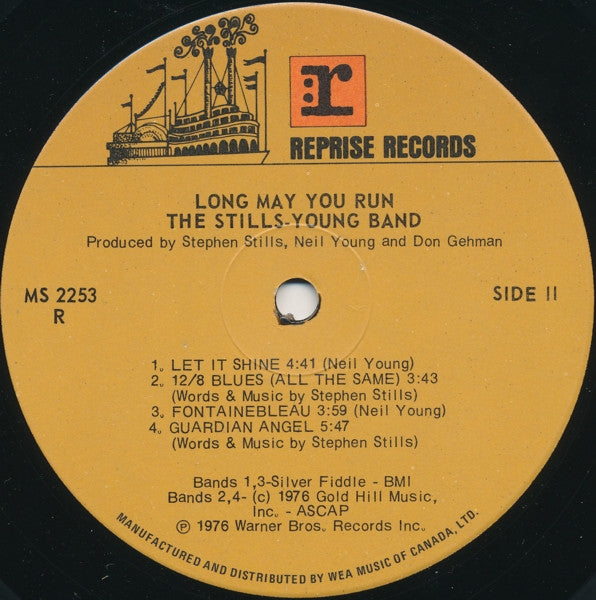 r
REPRISE RECORDS
LONG MAY YOU RUN
THE STILLS-YOUNG BAND
Produced by Stephen Stills, Neil Young and Don Gehman
MS 2253
R
SIDE II
1. LET IT SHINE 4:41 (Neil Young)
2. 12/8 BLUES (ALL THE SAME) 3:43
(Words & Music by Stephen Stills)
3. FONTAINEBLEAU 3:59 (Neil Young)
4. GUARDIAN ANGEL 5:47
(Words & Music by Stephen Stills)
Bands 1,3-Silver Fiddle - BMI
Bands 2,4- (c) 1976 Gold Hill Music,
Inc. - ASCAP
℗ 1976 Warner Bros. Records Inc.
MANUFACTURED AND DISTRIBUTED BY WEA MUSIC OF CANADA, LTD.